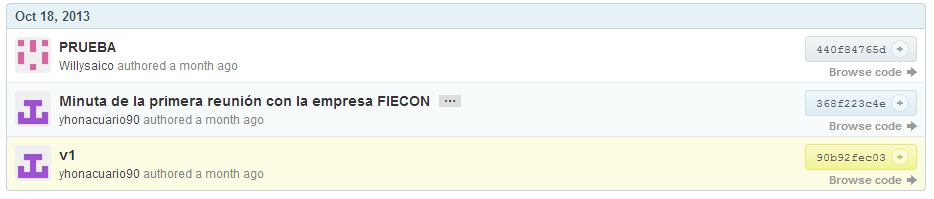 Oct 18, 2013
PRUEBA
Willysaico authored a month ago
440f84765d
Browse code
Minuta de la primera reunión con la empresa FIECON ...
yhonacuario90 authored a month ago
368f223c4e
Browse code
v1
yhonacuario90 authored a month ago
90b92fec03
Browse code